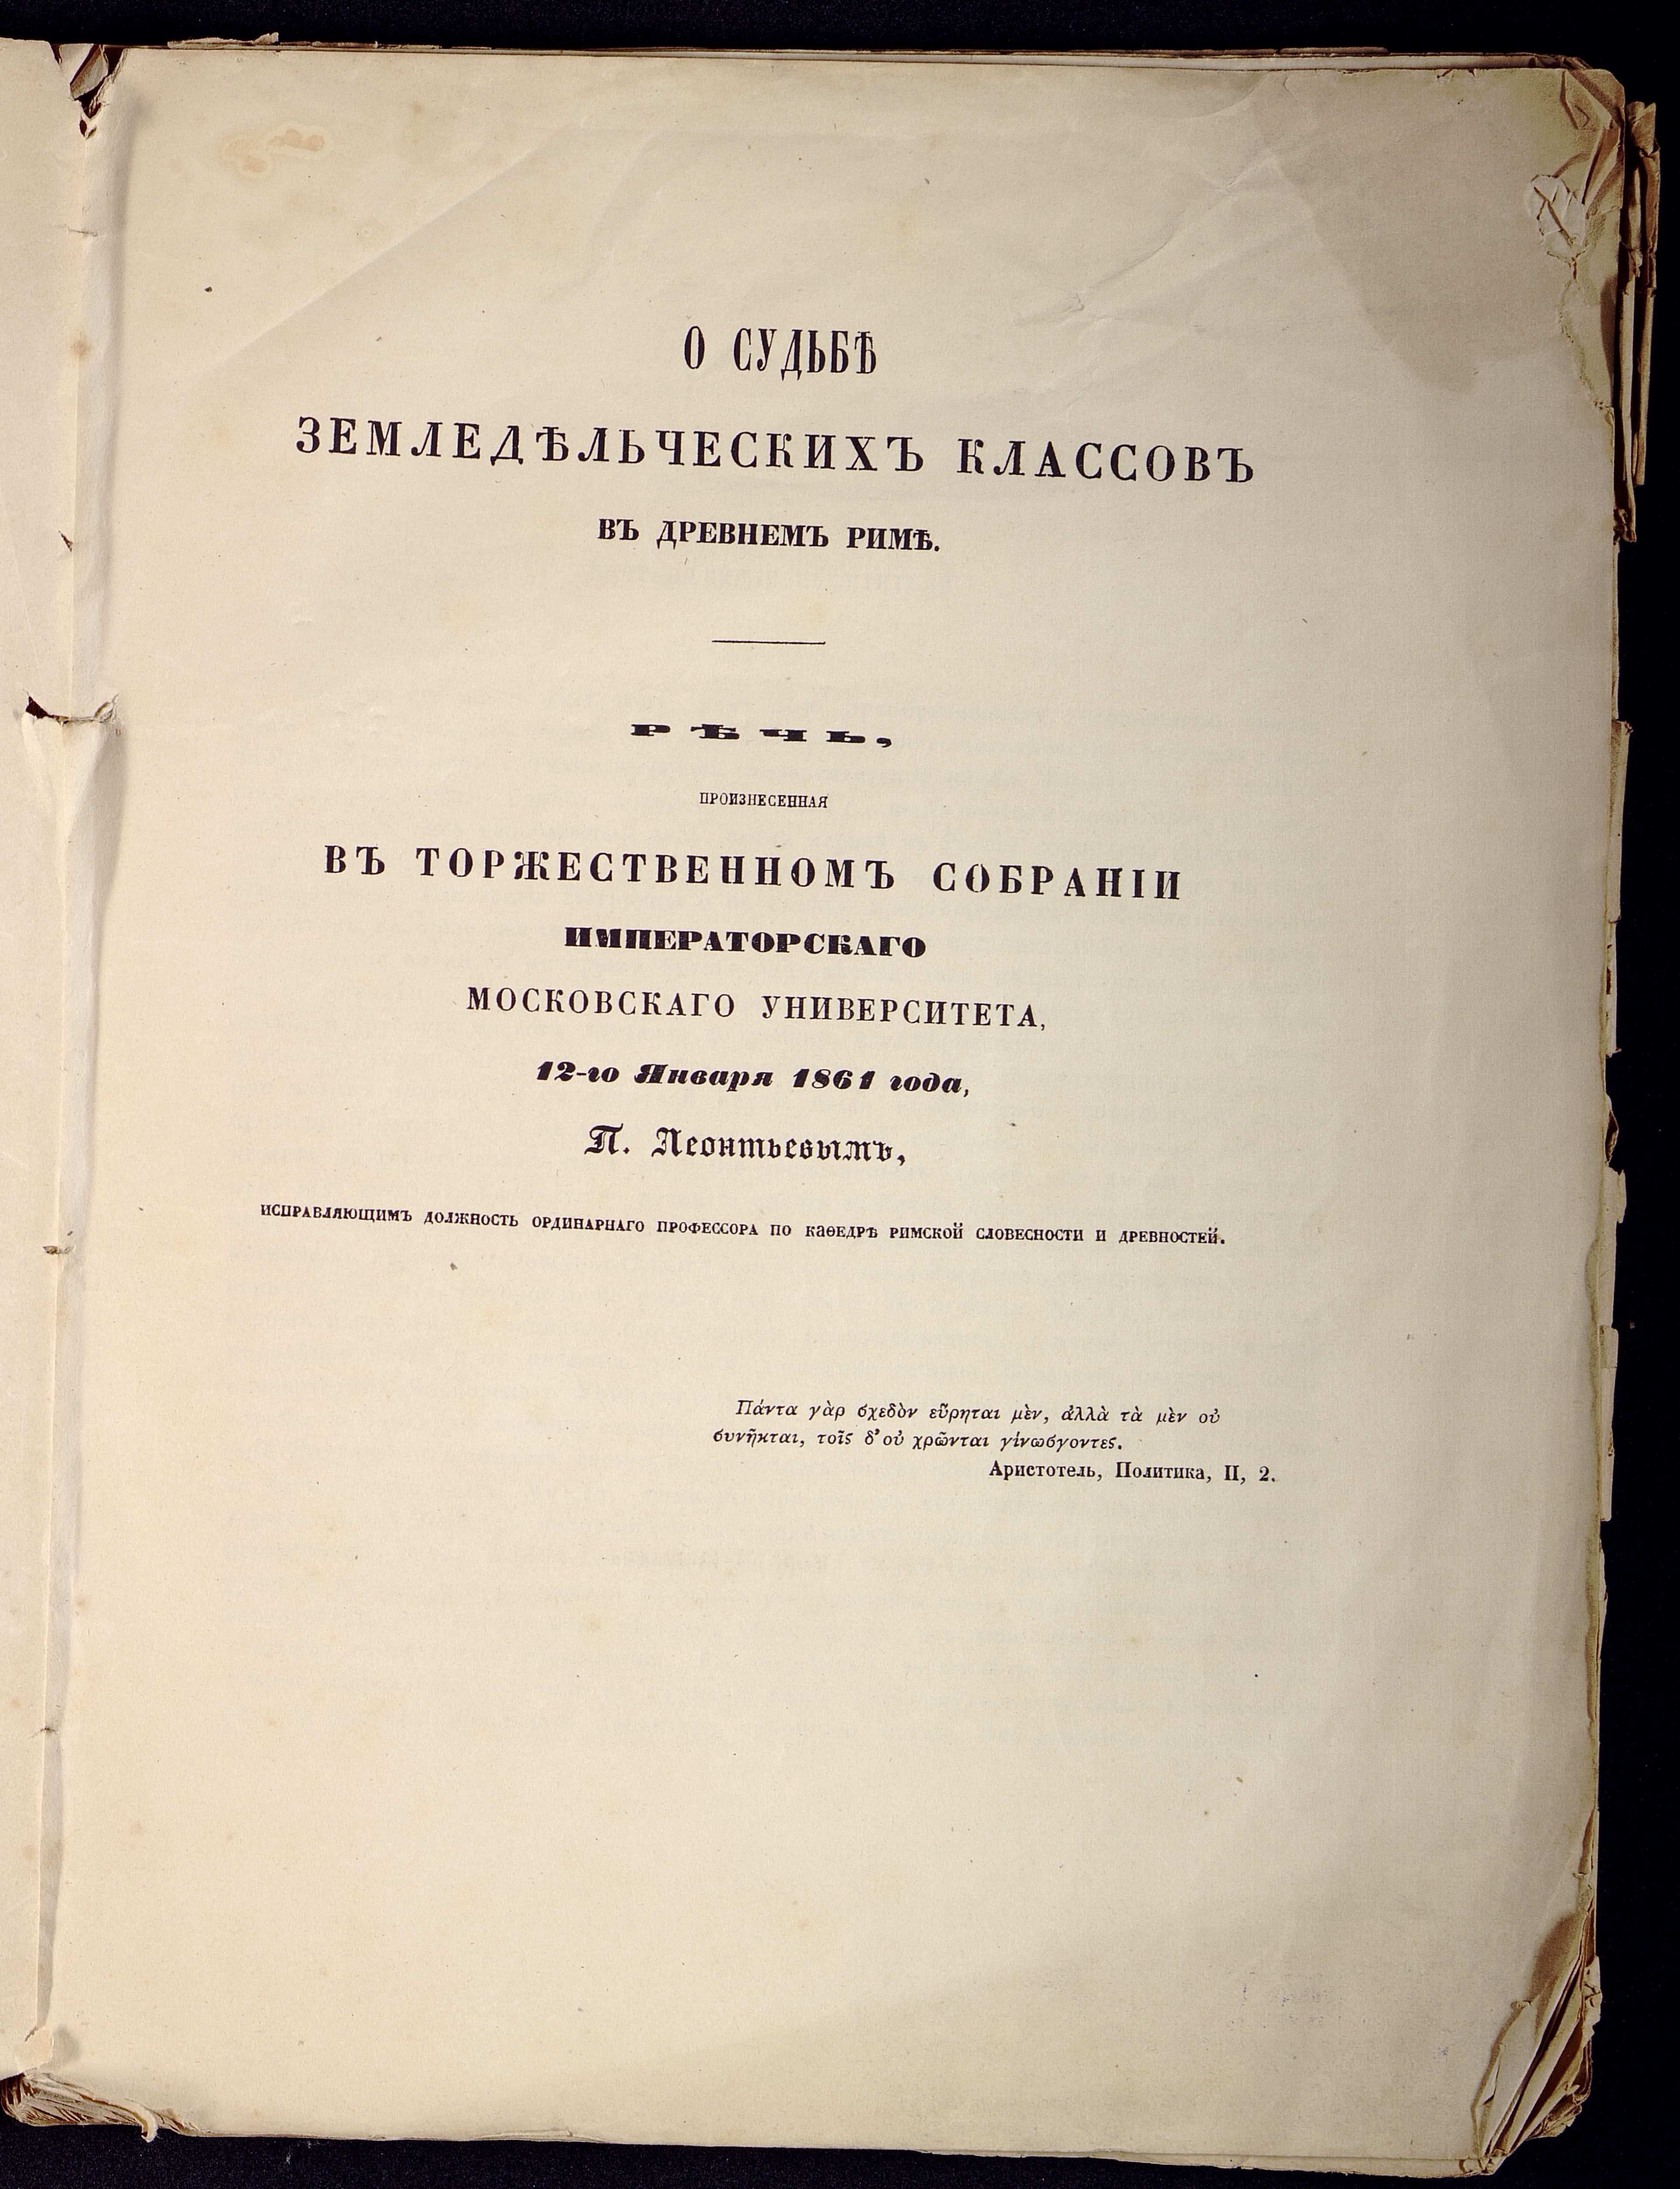 О СУДЬБѢ
ЗЕМЛЕДѢЛЬЧЕСКИХЪ КЛАССОВЪ
ВЪ ДРЕВНЕМЪ РИМѢ.
РѢЧЬ,
ПРОИЗНЕСЕННАЯ
ВЪ ТОРЖЕСТВЕННОМЪ СОБРАНІИ
ИМПЕРАТОРСКАГО
МОСКОВСКАГО УНИВЕРСИТЕТА,
12-го Января 1861 года,
П. Леонтьевымъ,
ИСПРАВЛЯЮЩИМЪ ДОЛЖНОСТЬ ОРДИНАРНАГО ПРОФЕССОРА ПО КАѲЕДРѢ РИМСКОЙ СЛОВЕСНОСТИ И ДРЕВНОСТЕЙ.
Πάντα γὰρ σχεδὸν εὕρηται μὲν, ἀλλὰ τὰ μὲν οὐ
συνῆκται, τοῖς δ’ οὐ χρῶνται γίνωσγοντες.
Аристотель, Политика, II, 2.